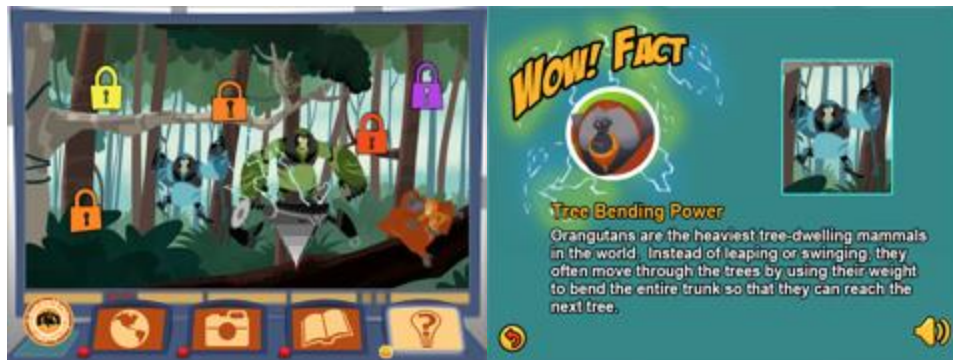 WOW! FACT
Tree Bending Power
Orangutans are the heaviest tree-dwelling mammals
in the world. Instead of leaping or swinging, they
often move through the trees by using their weight
to bend the entire trunk so that they can reach the
next tree.